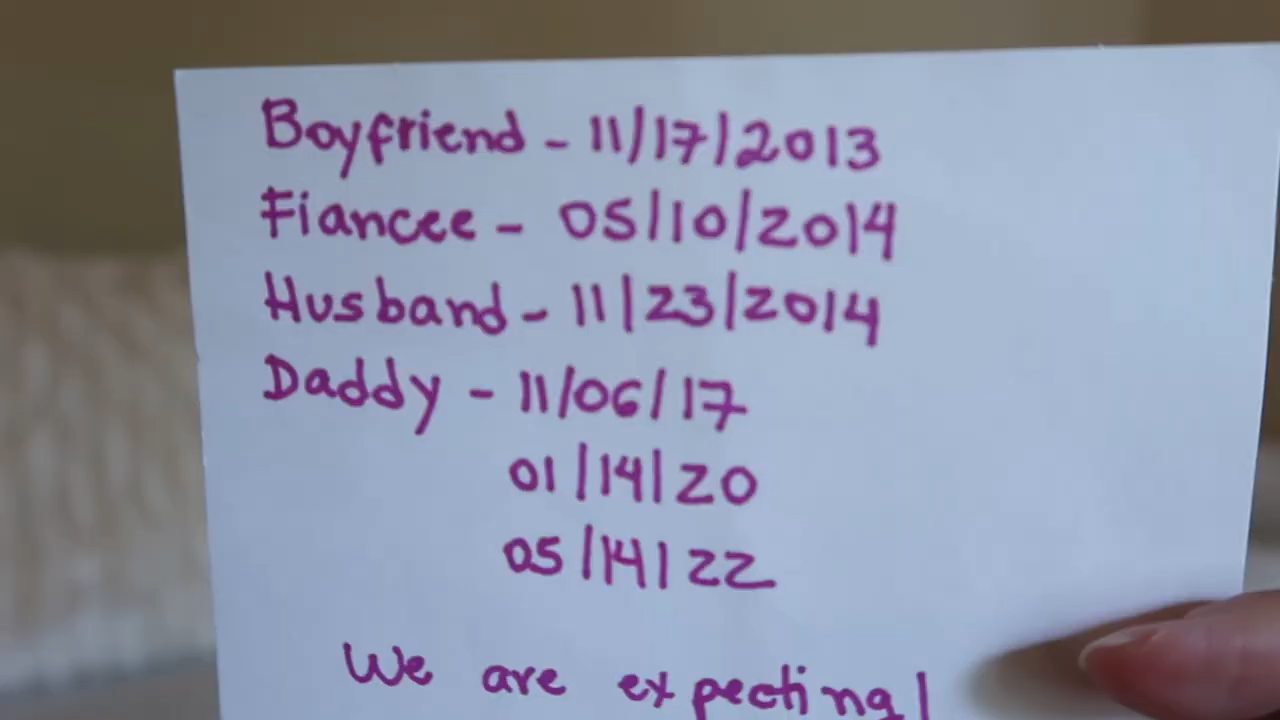 Boyfriend - 11/17/2013
Fiancee - 05/10/2014
Husband - 11/23/2014
Daddy - 11/06/17
01/14/20
05/14/22
We are expecting!